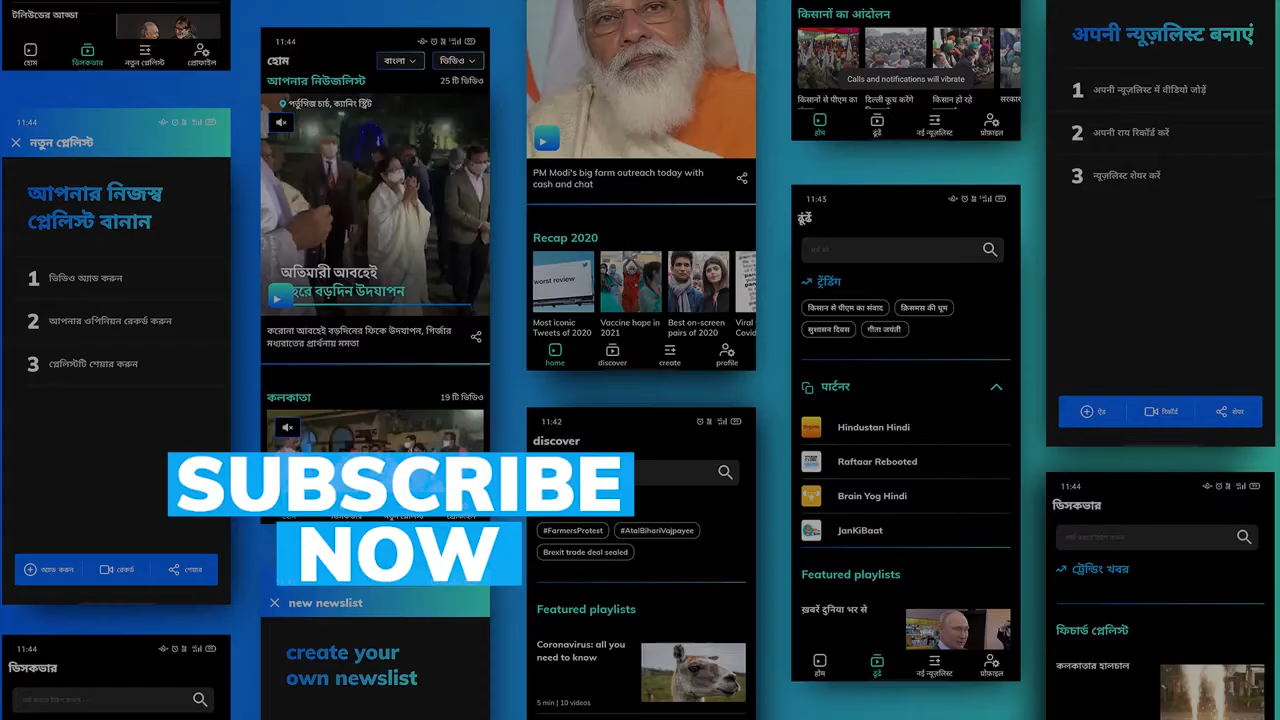 টলিউডের আড্ডা
হোম
ডিসকভার
নতুন প্লেলিস্ট
প্রোফাইল
11:44
নতুন প্লেলিস্ট
আপনার নিজস্ব
প্লেলিস্ট বানান
1 ভিডিও অ্যাড করুন
2 আপনার ওপিনিয়ন রেকর্ড করুন
3 প্লেলিস্টটি শেয়ার করুন
অ্যাড করুন
রেকর্ড
শেয়ার
11:44
ডিসকভার
11:44
হোম
বাংলা
ভিডিও
আপনার নিউজলিস্ট
25 টি ভিডিও
পর্তুগিজ চার্চ, ক্যানিং স্ট্রিট
অতিমারী আবহেই
হরে বড়দিন উদযাপন
করোনা আবহেই বড়দিনের ফিকে উদযাপন, গির্জার
মধ্যরাতের প্রার্থনায় মমতা
কলকাতা
19 টি ভিডিও
SUBSCRIBE
NOW
new newslist
create your
own newslist
PM Modi's big farm outreach today with
cash and chat
Recap 2020
worst review
Most iconic
Tweets of 2020
Vaccine hope in
2021
Best on-screen
pairs of 2020
Viral
Covid
home
discover
create
profile
11:42
discover
#FarmersProtest
#AtalBihariVajpayee
Brexit trade deal sealed
Featured playlists
Coronavirus: all you
need to know
5 min | 10 videos
किसानों का आंदोलन
Calls and notifications will vibrate
किसानों से पीएम का
दिल्ली कूच करेंगे
किसान हो रहे
सरकार
होम
ढूंढें
नई न्यूज़लिस्ट
प्रोफ़ाइल
11:43
ढूंढें
सर्च करें
ट्रेंडिंग
किसान से पीएम का संवाद
क्रिसमस की धूम
सुशासन दिवस
गीता जयंती
पार्टनर
Hindustan Hindi
Raftaar Rebooted
Brain Yog Hindi
JanKiBaat
Featured playlists
ख़बरें दुनिया भर से
होम
ढूंढें
नई न्यूज़लिस्ट
प्रोफ़ाइल
अपनी न्यूज़लिस्ट बनाएं
1 अपनी न्यूज़लिस्ट में वीडियो जोड़ें
2 अपनी राय रिकॉर्ड करें
3 न्यूज़लिस्ट शेयर करें
ऐड
रिकॉर्ड
शेयर
11:44
ডিসকভার
ট্রেন্ডিং খবর
ফিচার্ড প্লেলিস্ট
কলকাতার হালচাল